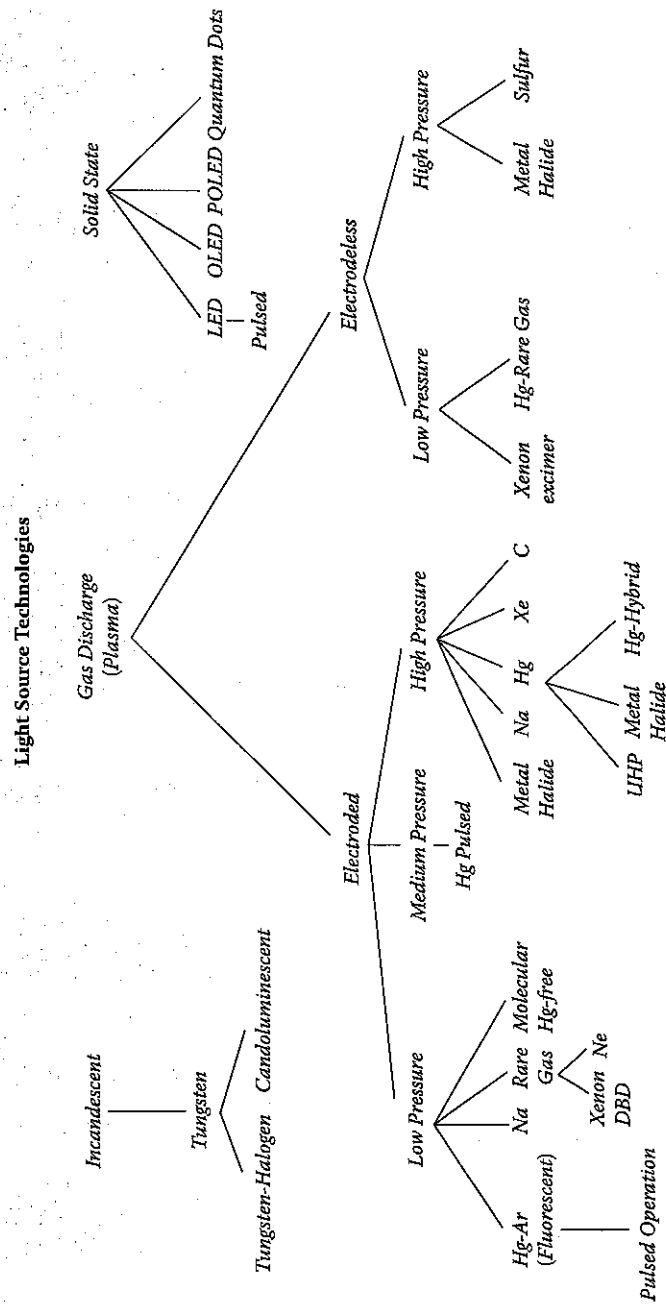 Light Source Technologies
Incandescent
Tungsten
Tungsten-Halogen Candoluminescent
Gas Discharge
(Plasma)
Solid State
LED OLED POLED Quantum Dots
Pulsed
Electroded
Electrodeless
Low Pressure
Medium Pressure
High Pressure
Low Pressure
High Pressure
Hg-Ar
(Fluorescent)
Na
Rare
Gas
Molecular
Hg-free
Hg Pulsed
Metal
Halide
Na
Hg
Xe
C
Xenon
excimer
Hg-Rare Gas
Metal
Halide
Sulfur
Pulsed Operation
Xenon
DBD
Ne
UHP
Metal
Halide
Hg-Hybrid